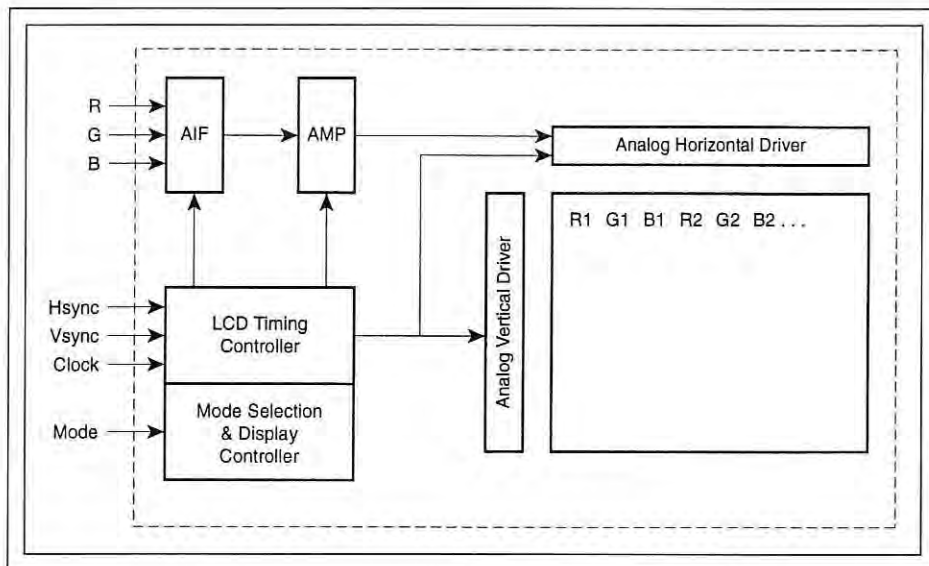 R
G
B
AIF
AMP
Analog Horizontal Driver
Analog Vertical Driver
R1 G1 B1 R2 G2 B2 . . .
Hsync
Vsync
Clock
LCD Timing
Controller
Mode
Mode Selection
& Display
Controller